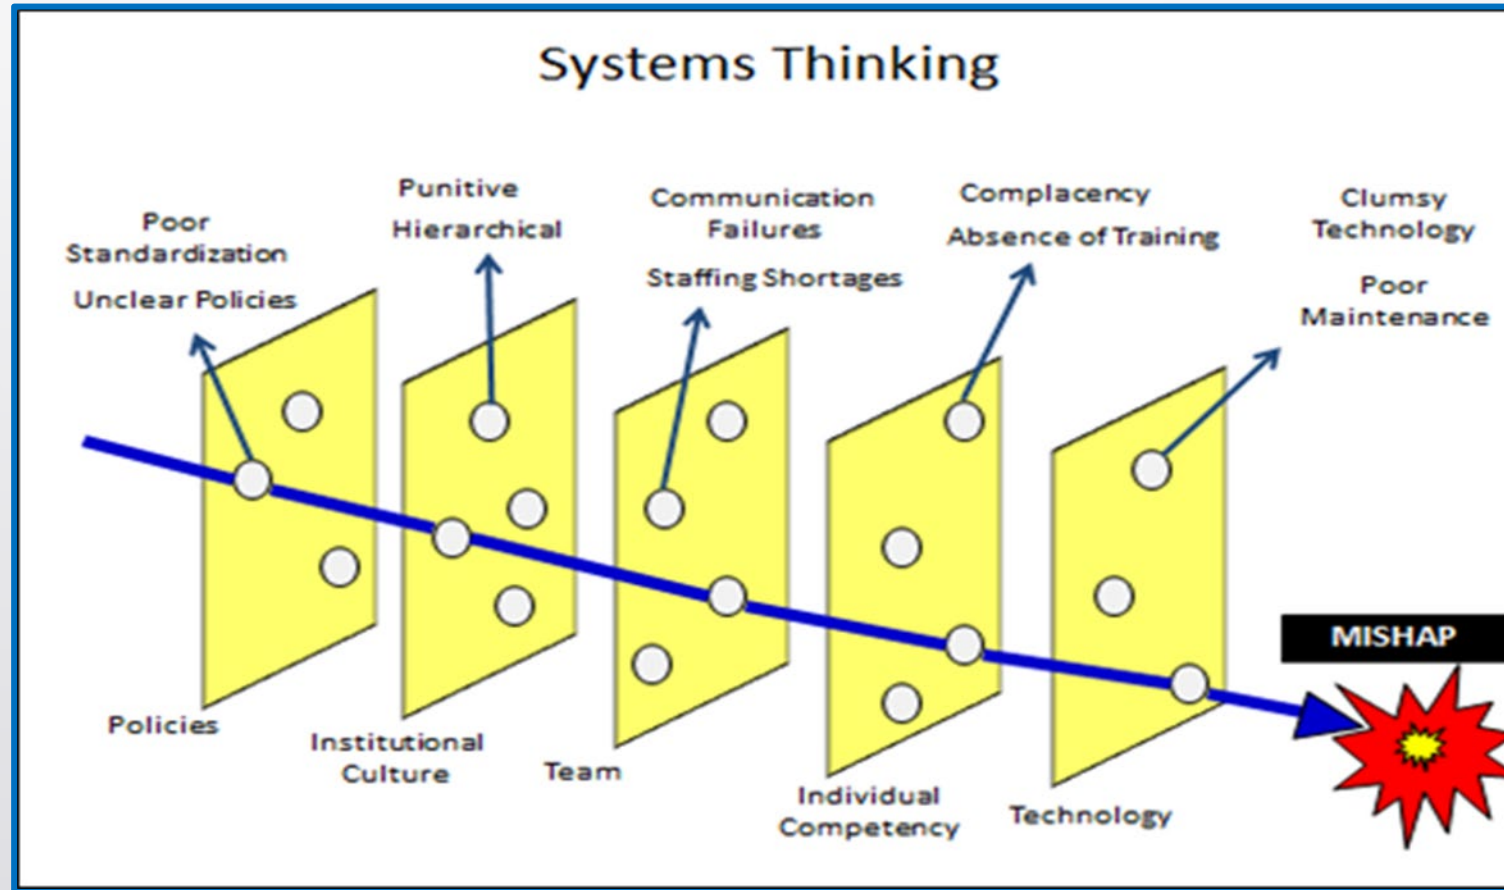 Systems Thinking
Poor
Standardization
Unclear Policies
Punitive
Hierarchical
Communication
Failures
Staffing Shortages
Complacency
Absence of Training
Clumsy
Technology
Poor
Maintenance
MISHAP
Policies
Institutional
Culture
Team
Individual
Competency
Technology